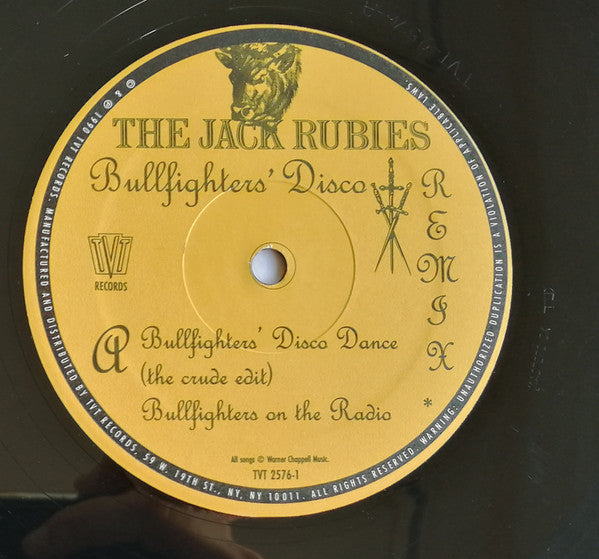 THE JACK RUBIES
Bullfighters' Disco
REMIX
TVT
RECORDS
A
Bullfighters' Disco Dance
(the crude edit)
Bullfighters on the Radio
*
All songs © Warner Chappell Music.
TVT 2576-1
© & ℗ 1990 TVT RECORDS. MANUFACTURED AND DISTRIBUTED BY TVT RECORDS, 59 W. 19TH ST., NY, NY 10011. ALL RIGHTS RESERVED. WARNING: UNAUTHORIZED DUPLICATION IS A VIOLATION OF APPLICABLE LAWS.